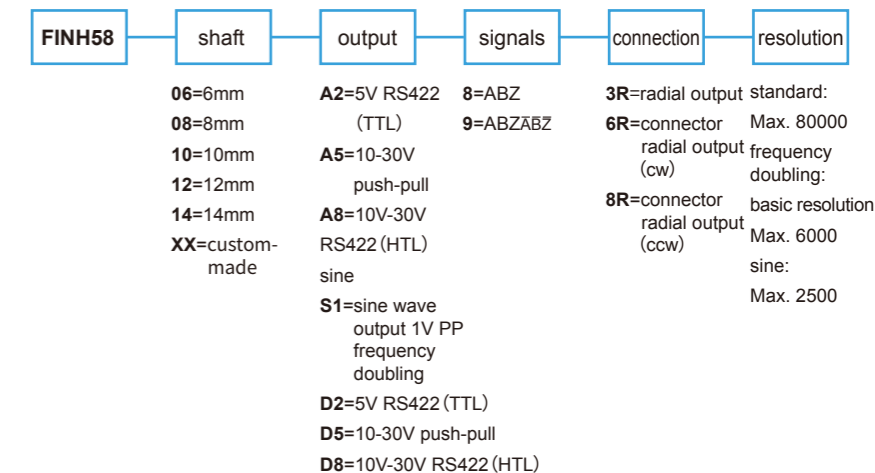 FINH58
shaft
output
signals
connection
resolution
06=6mm
08=8mm
10=10mm
12=12mm
14=14mm
XX=custom-
made
A2=5V RS422
(TTL)
A5=10-30V
push-pull
A8=10V-30V
RS422(HTL)
sine
S1=sine wave
output 1V PP
frequency
doubling
D2=5V RS422(TTL)
D5=10-30V push-pull
D8=10V-30V RS422(HTL)
8=ABZ
9=ABZA̅B̅Z̅
3R=radial output
6R=connector
radial output
(cw)
8R=connector
radial output
(ccw)
standard:
Max. 80000
frequency
doubling:
basic resolution
Max. 6000
sine:
Max. 2500